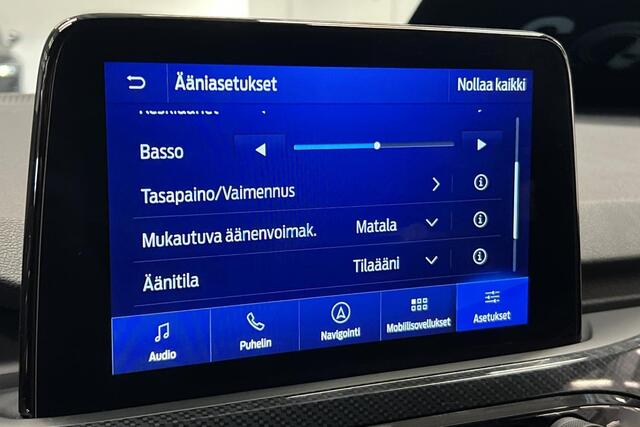 Ääniasetukset
Nollaa kaikki
Basso
Tasapaino/Vaimennus
Mukautuva äänenvoimak. Matala
Äänitila Tilaääni
Audio
Puhelin
Navigointi
Mobiilisovellukset
Asetukset